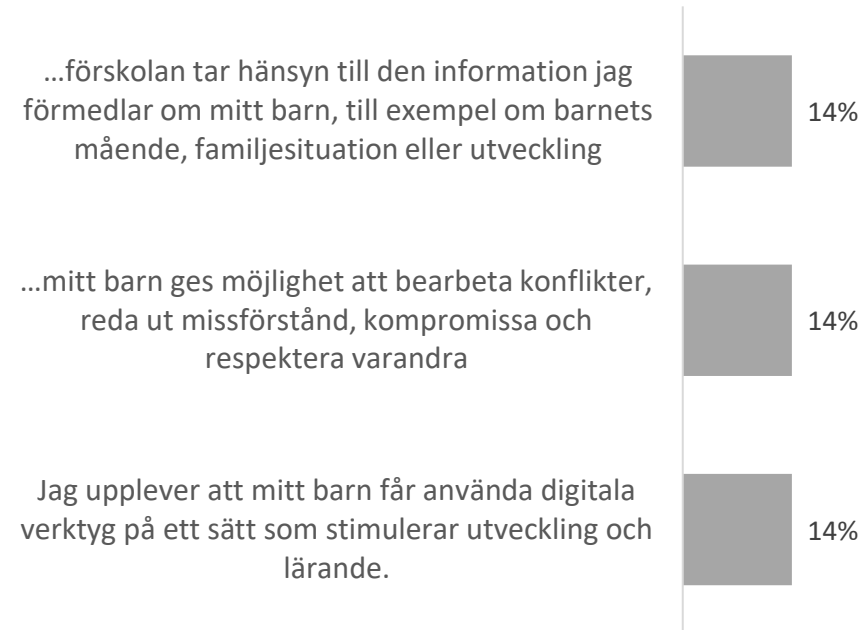 ...förskolan tar hänsyn till den information jag
förmedlar om mitt barn, till exempel om barnets
mående, familjesituation eller utveckling
14%
...mitt barn ges möjlighet att bearbeta konflikter,
reda ut missförstånd, kompromissa och
respektera varandra
14%
Jag upplever att mitt barn får använda digitala
verktyg på ett sätt som stimulerar utveckling och
lärande.
14%